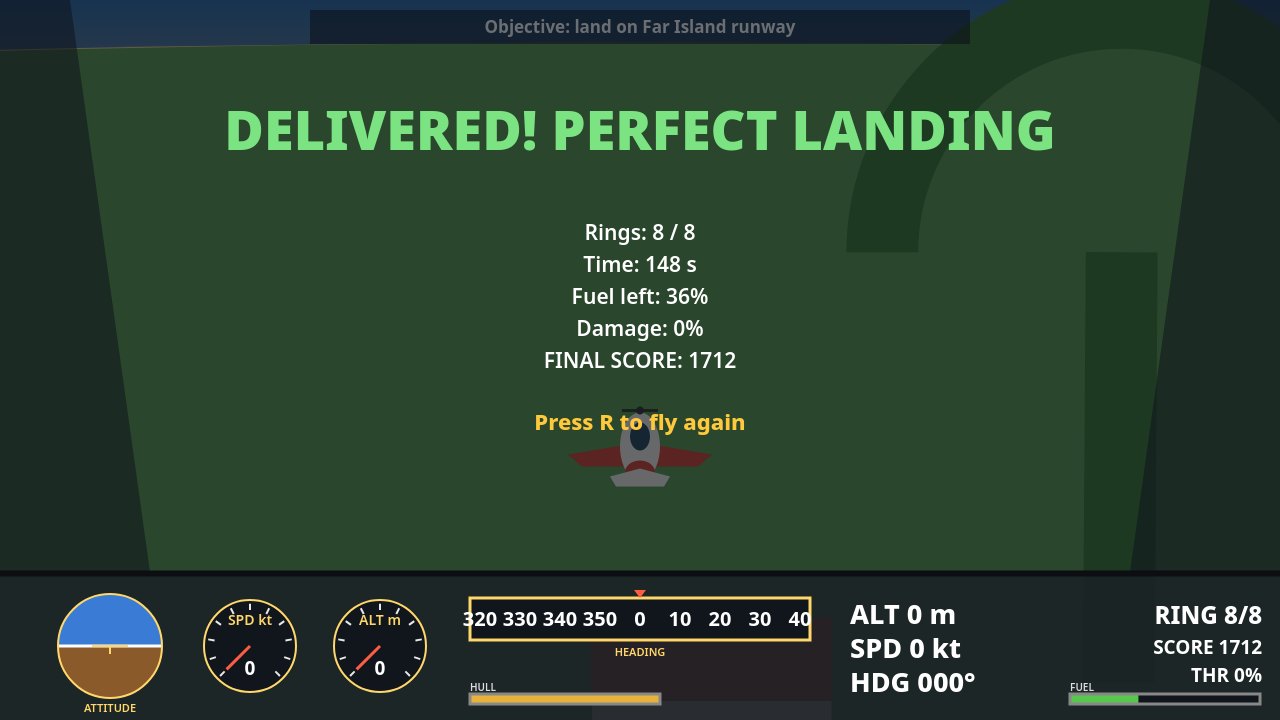 Objective: land on Far Island runway
DELIVERED! PERFECT LANDING
Rings: 8 / 8
Time: 148 s
Fuel left: 36%
Damage: 0%
FINAL SCORE: 1712
Press R to fly again
ATTITUDE
SPD kt
0
ALT m
0
320 330 340 350 0 10 20 30 40
HEADING
HULL
ALT 0 m
SPD 0 kt
HDG 000°
RING 8/8
SCORE 1712
THR 0%
FUEL